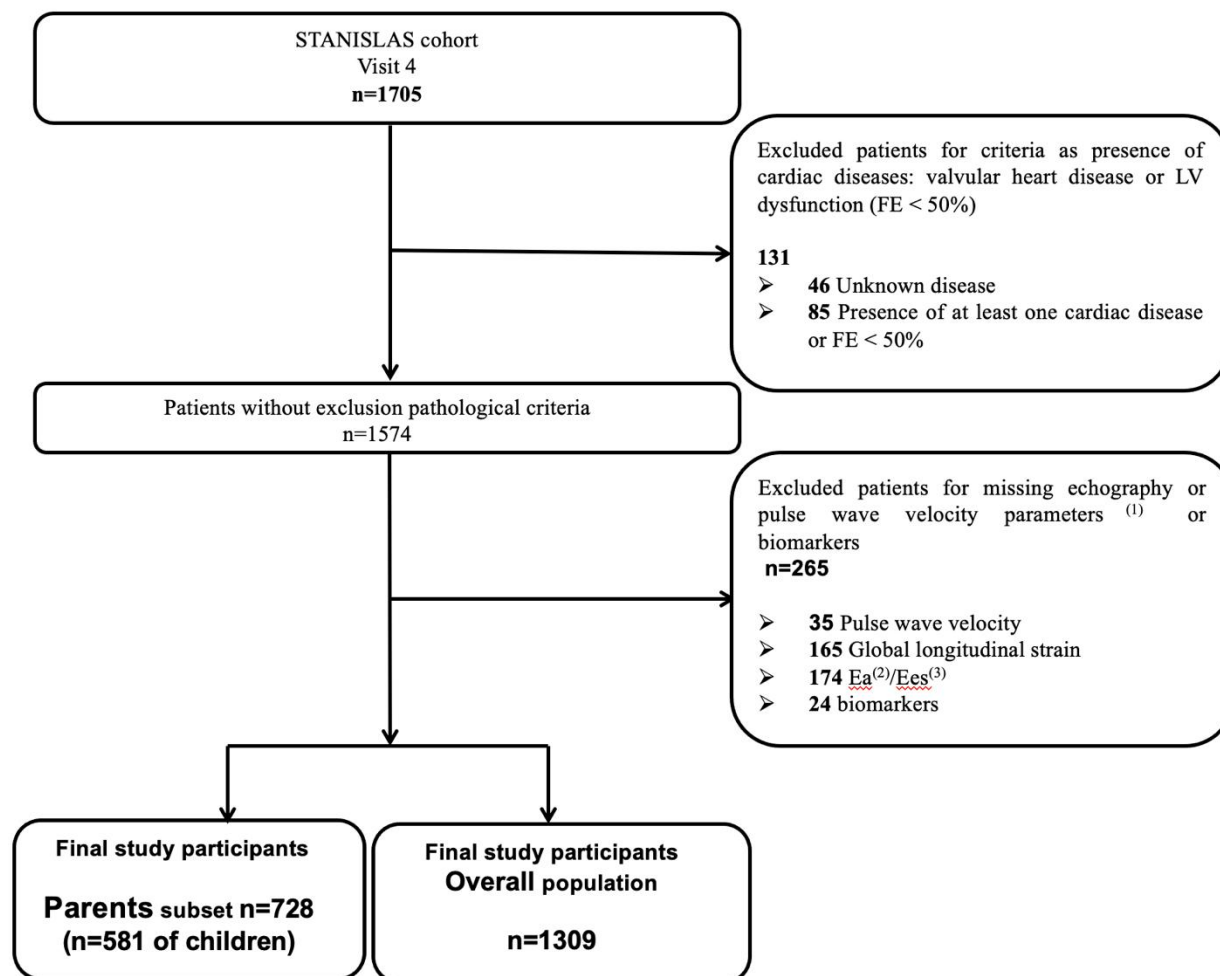 STANISLAS cohort
Visit 4
n=1705
Excluded patients for criteria as presence of
cardiac diseases: valvular heart disease or LV
dysfunction (FE < 50%)
131
➢ 46 Unknown disease
➢ 85 Presence of at least one cardiac disease
or FE < 50%
Patients without exclusion pathological criteria
n=1574
Excluded patients for missing echography or
pulse wave velocity parameters (1) or
biomarkers
n=265
➢ 35 Pulse wave velocity
➢ 165 Global longitudinal strain
➢ 174 Ea(2)/Ees(3)
➢ 24 biomarkers
Final study participants
Parents subset n=728
(n=581 of children)
Final study participants
Overall population
n=1309